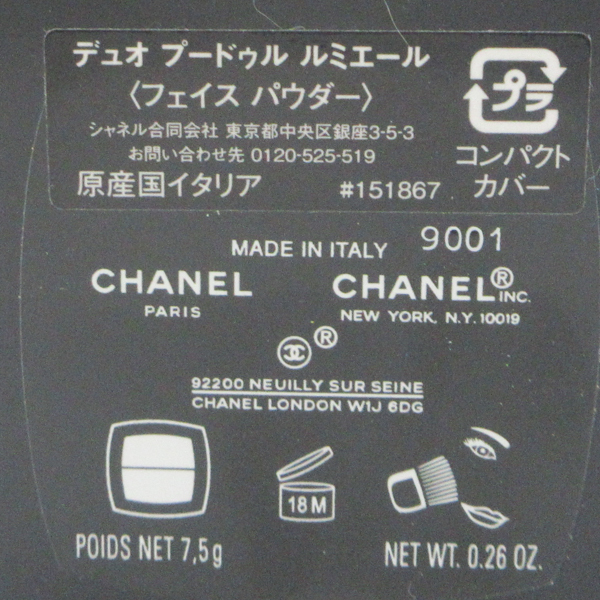 デュオ プードゥル ルミエール
〈フェイス パウダー〉
シャネル合同会社 東京都中央区銀座3-5-3
お問い合わせ先 0120-525-519
原産国イタリア #151867
プラ
コンパクト
カバー
MADE IN ITALY 9001
CHANEL
PARIS
CHANEL® INC.
NEW YORK, N.Y. 10019
®
92200 NEUILLY SUR SEINE
CHANEL LONDON W1J 6DG
18M
POIDS NET 7,5g
NET WT. 0.26 OZ.